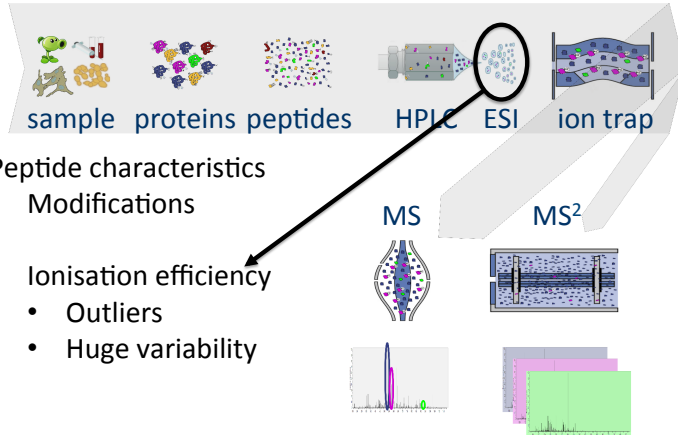 sample proteins peptides HPLC ESI ion trap
Peptide characteristics
Modifications
MS MS²
Ionisation efficiency
• Outliers
• Huge variability